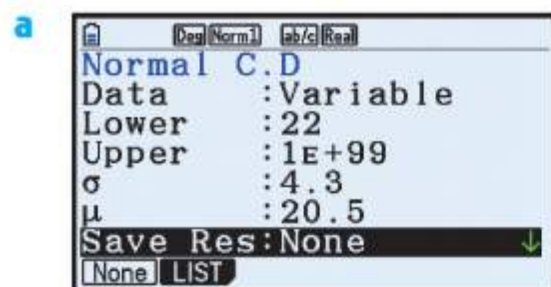 a
Deg Norm1 ab/c Real
Normal C.D
Data :Variable
Lower :22
Upper :1E+99
σ :4.3
μ :20.5
Save Res:None ↓
None LIST